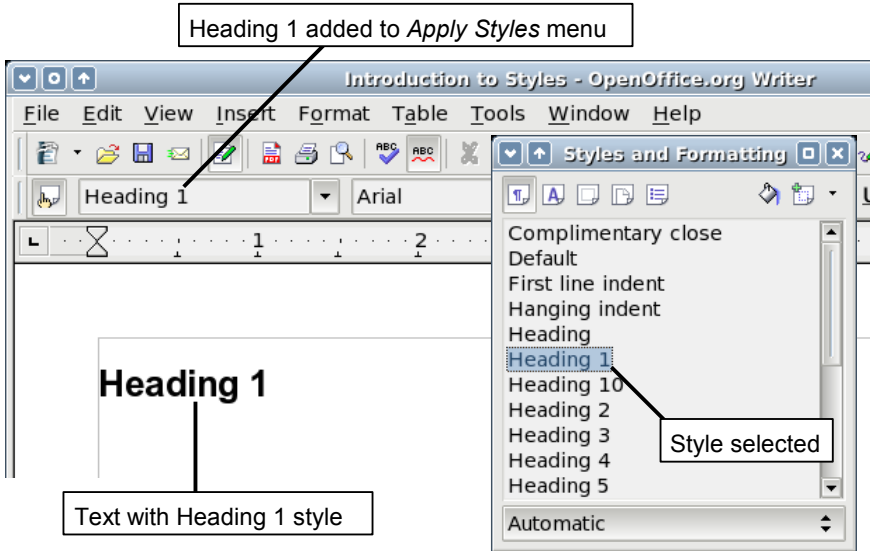 Heading 1 added to Apply Styles menu
Introduction to Styles - OpenOffice.org Writer
File Edit View Insert Format Table Tools Window Help
PDF ABC ABC
Styles and Formatting
Heading 1 Arial
1 2
Complimentary close
Default
First line indent
Hanging indent
Heading
Heading 1
Heading 10
Heading 2
Heading 3
Heading 4
Heading 5
Automatic
Heading 1
Style selected
Text with Heading 1 style